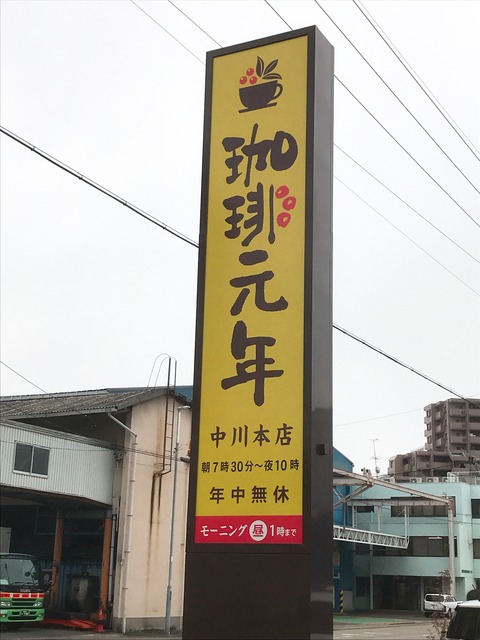 珈琲元年
中川本店
朝7時30分～夜10時
年中無休
モーニング昼1時まで